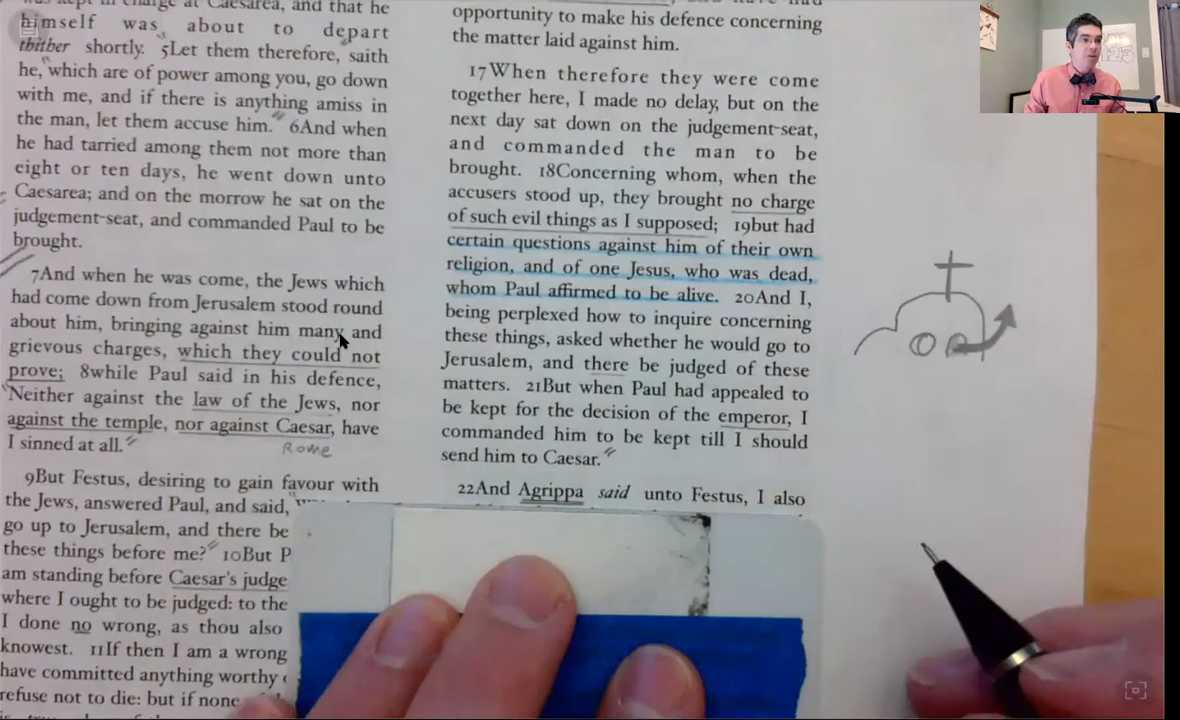 was kept in charge at Caesarea, and that he
himself was about to depart
thither shortly. 5Let them therefore, saith
he, which are of power among you, go down
with me, and if there is anything amiss in
the man, let them accuse him. 6And when
he had tarried among them not more than
eight or ten days, he went down unto
Caesarea; and on the morrow he sat on the
judgement-seat, and commanded Paul to be
brought.
7And when he was come, the Jews which
had come down from Jerusalem stood round
about him, bringing against him many and
grievous charges, which they could not
prove; 8while Paul said in his defence,
Neither against the law of the Jews, nor
against the temple, nor against Caesar, have
I sinned at all.
Rome
9But Festus, desiring to gain favour with
the Jews, answered Paul, and said,
go up to Jerusalem, and there be
these things before me? 10But P
am standing before Caesar's judge
where I ought to be judged: to the
I done no wrong, as thou also
knowest. 11If then I am a wrong
have committed anything worthy
refuse not to die: but if none
opportunity to make his defence concerning
the matter laid against him.
17When therefore they were come
together here, I made no delay, but on the
next day sat down on the judgement-seat,
and commanded the man to be
brought. 18Concerning whom, when the
accusers stood up, they brought no charge
of such evil things as I supposed; 19but had
certain questions against him of their own
religion, and of one Jesus, who was dead,
whom Paul affirmed to be alive. 20And I,
being perplexed how to inquire concerning
these things, asked whether he would go to
Jerusalem, and there be judged of these
matters. 21But when Paul had appealed to
be kept for the decision of the emperor, I
commanded him to be kept till I should
send him to Caesar.
22And Agrippa said unto Festus, I also